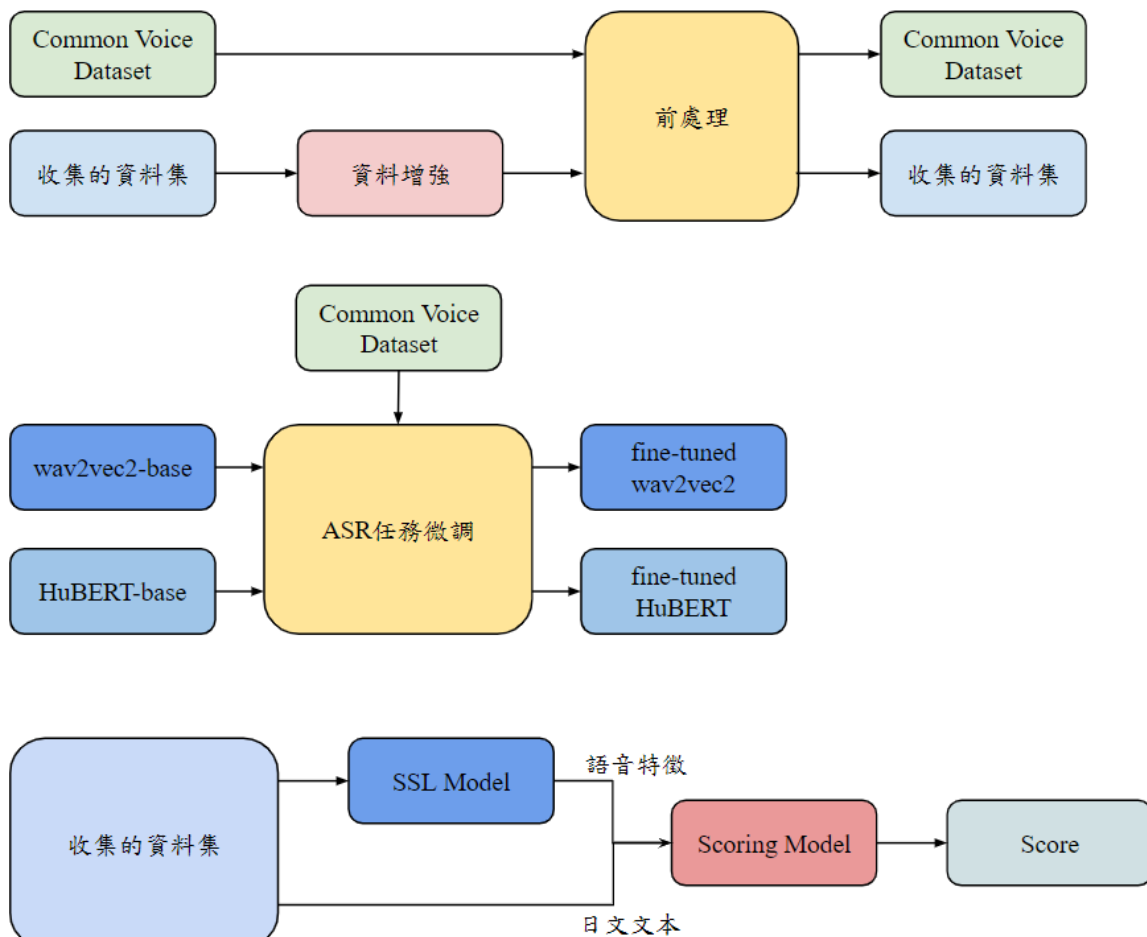 Common Voice
Dataset
Common Voice
Dataset
前處理
收集的資料集
資料增強
收集的資料集
Common Voice
Dataset
wav2vec2-base
fine-tuned
wav2vec2
ASR任務微調
HuBERT-base
fine-tuned
HuBERT
語音特徵
SSL Model
收集的資料集
Scoring Model
Score
日文文本